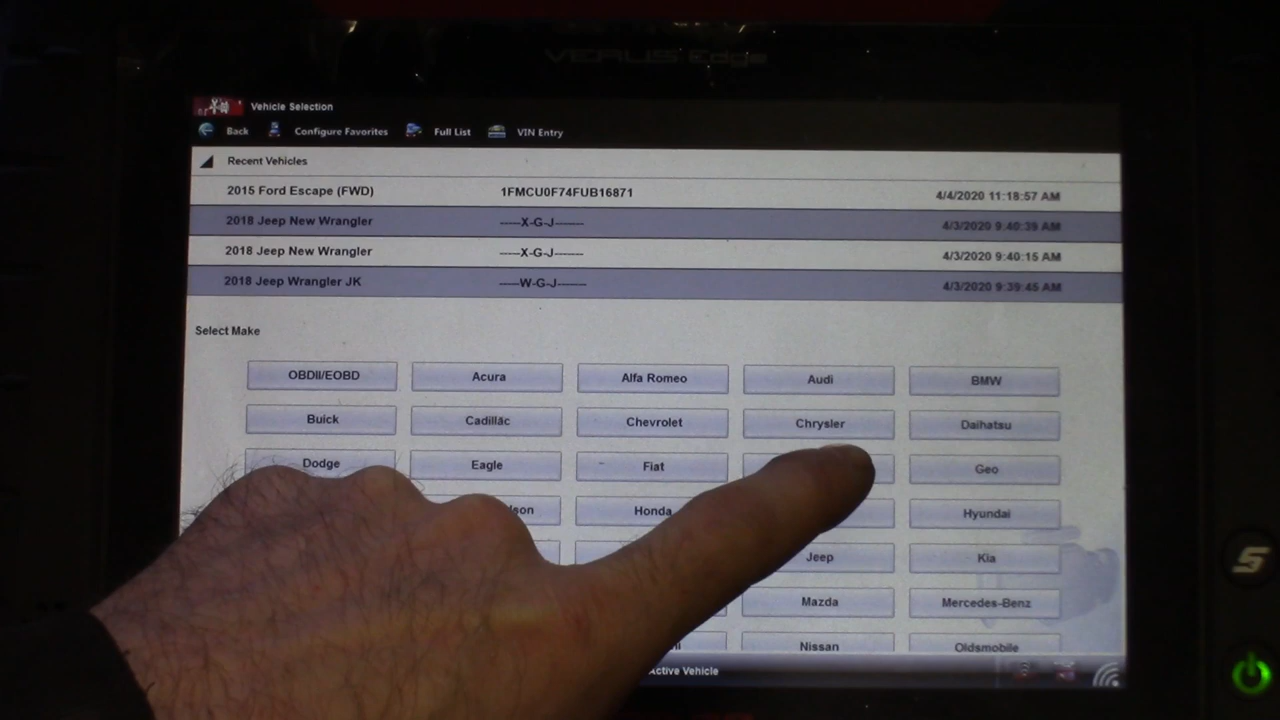 VERUS Edge
Vehicle Selection
Back Configure Favorites Full List VIN Entry
Recent Vehicles
2015 Ford Escape (FWD) 1FMCU0F74FUB16871 4/4/2020 11:18:57 AM
2018 Jeep New Wrangler -----X-G-J------- 4/3/2020 9:40:39 AM
2018 Jeep New Wrangler -----X-G-J------- 4/3/2020 9:40:15 AM
2018 Jeep Wrangler JK -----W-G-J------- 4/3/2020 9:39:45 AM
Select Make
OBDII/EOBD Acura Alfa Romeo Audi BMW
Buick Cadillac Chevrolet Chrysler Daihatsu
Dodge Eagle Fiat Geo
Honda Hyundai
Jeep Kia
Mazda Mercedes-Benz
Nissan Oldsmobile
Active Vehicle